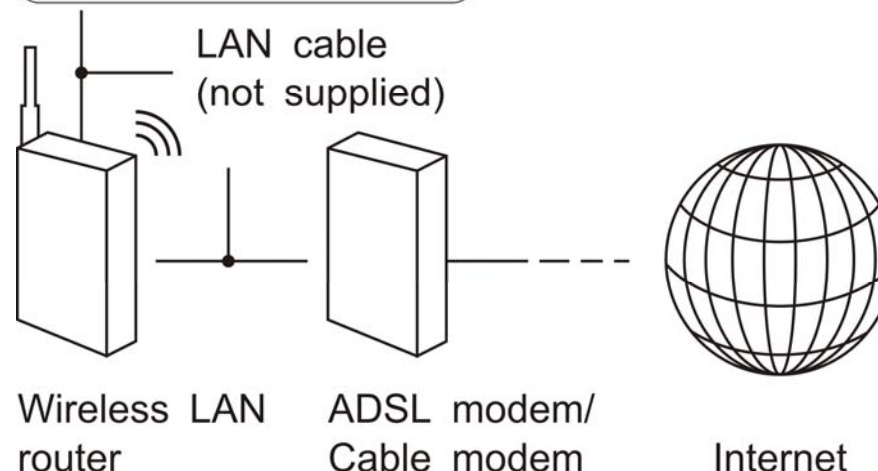 LAN cable
(not supplied)
Wireless LAN
router
ADSL modem/
Cable modem
Internet